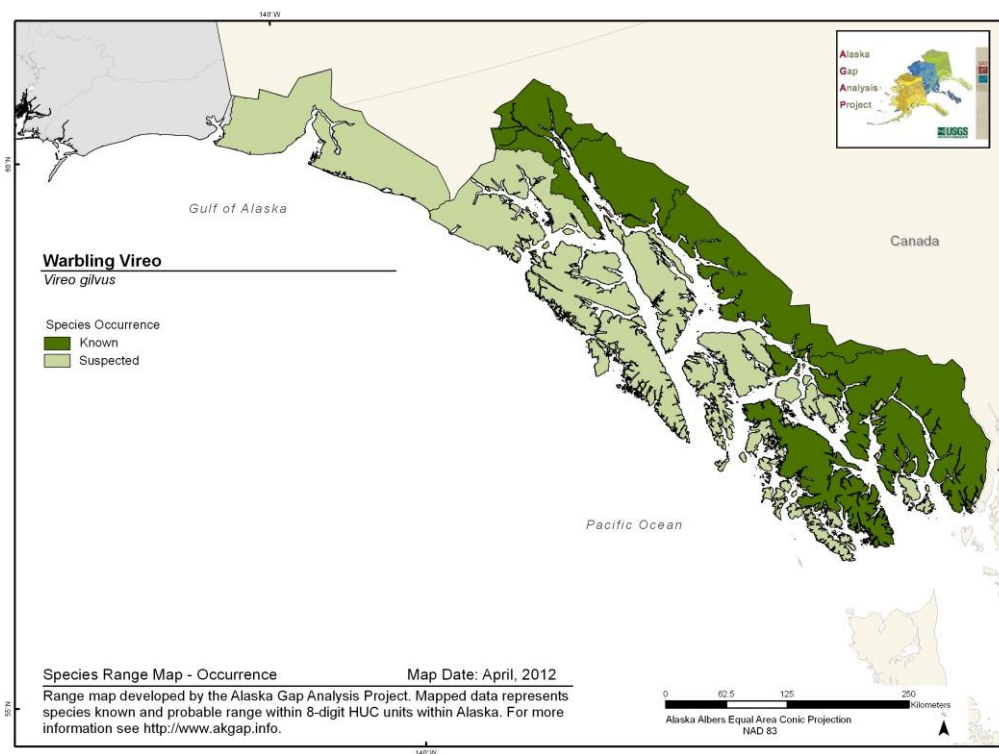 140°W
Alaska
Gap
Analysis
Project
USGS
60°N
Gulf of Alaska
Canada
Warbling Vireo
Vireo gilvus
Species Occurrence
Known
Suspected
Pacific Ocean
Species Range Map - Occurrence Map Date: April, 2012
Range map developed by the Alaska Gap Analysis Project. Mapped data represents
species known and probable range within 8-digit HUC units within Alaska. For more
information see http://www.akgap.info.
0 62.5 125 250
Kilometers
Alaska Albers Equal Area Conic Projection
NAD 83
N
55°N